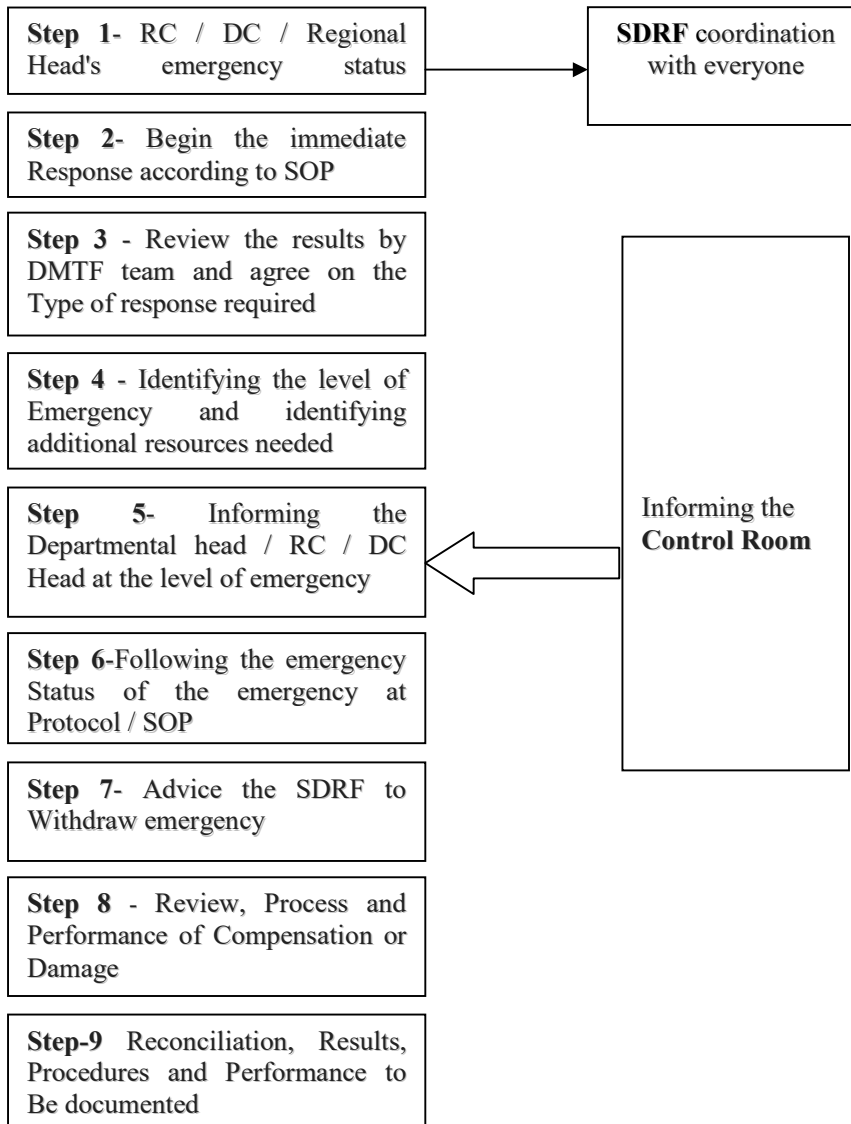 Step 1- RC / DC / Regional
Head's emergency status
SDRF coordination
with everyone
Step 2- Begin the immediate
Response according to SOP
Step 3 - Review the results by
DMTF team and agree on the
Type of response required
Step 4 - Identifying the level of
Emergency and identifying
additional resources needed
Step 5- Informing the
Departmental head / RC / DC
Head at the level of emergency
Informing the
Control Room
Step 6-Following the emergency
Status of the emergency at
Protocol / SOP
Step 7- Advice the SDRF to
Withdraw emergency
Step 8 - Review, Process and
Performance of Compensation or
Damage
Step-9 Reconciliation, Results,
Procedures and Performance to
Be documented